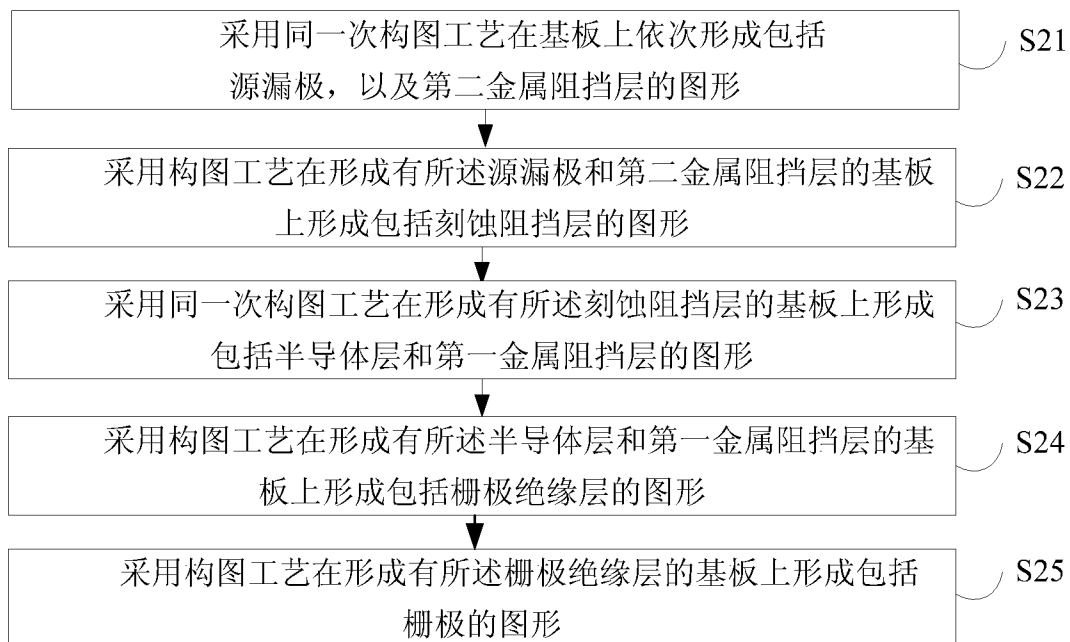 采用同一次构图工艺在基板上依次形成包括
源漏极，以及第二金属阻挡层的图形
S21
采用构图工艺在形成有所述源漏极和第二金属阻挡层的基板
上形成包括刻蚀阻挡层的图形
S22
采用同一次构图工艺在形成有所述刻蚀阻挡层的基板上形成
包括半导体层和第一金属阻挡层的图形
S23
采用构图工艺在形成有所述半导体层和第一金属阻挡层的基
板上形成包括栅极绝缘层的图形
S24
采用构图工艺在形成有所述栅极绝缘层的基板上形成包括
栅极的图形
S25